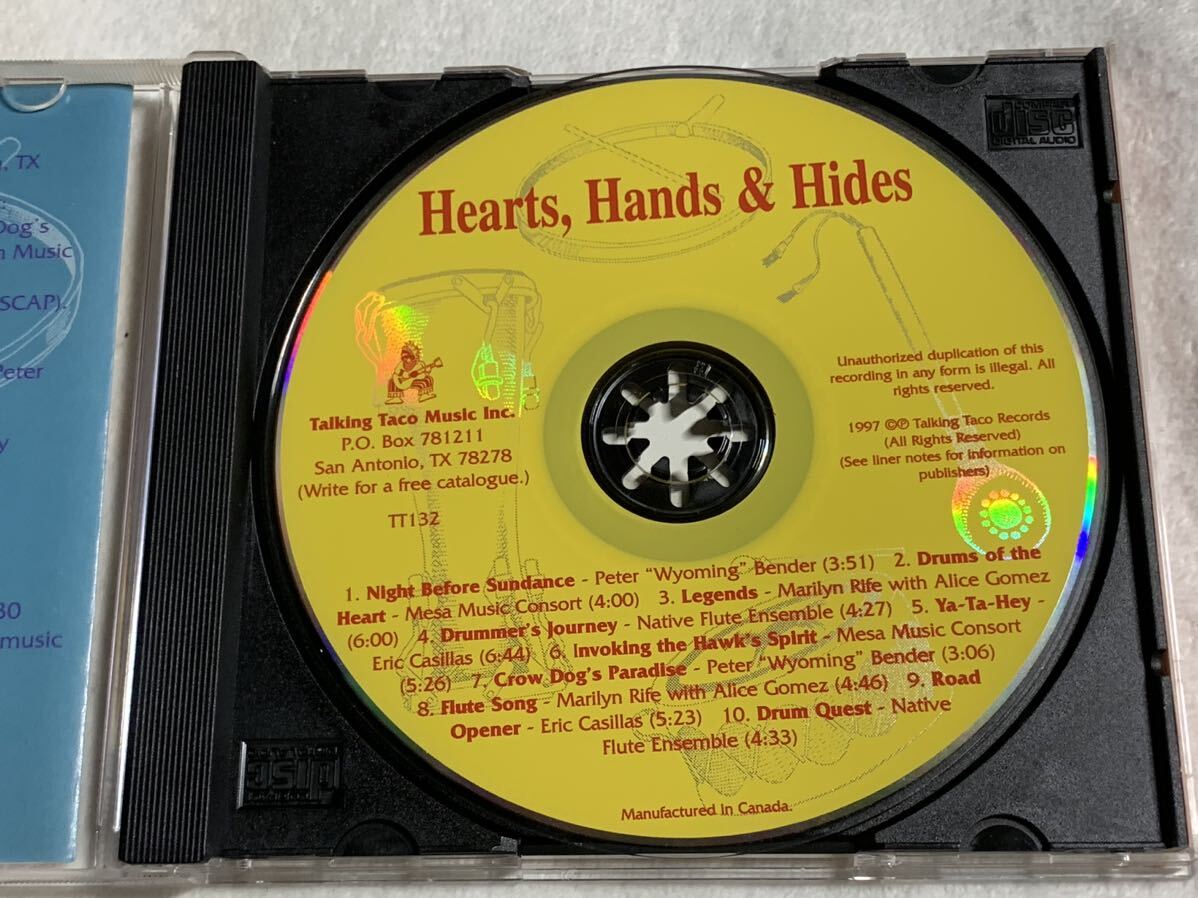 , TX
Dog's
Music
SCAP).
Peter
y
30
music
COMPACT
disc
DIGITAL AUDIO
Hearts, Hands & Hides
Talking Taco Music Inc.
P.O. Box 781211
San Antonio, TX 78278
(Write for a free catalogue.)
TT132
Unauthorized duplication of this
recording in any form is illegal. All
rights reserved.
1997 ©℗ Talking Taco Records
(All Rights Reserved)
(See liner notes for information on
publishers)
1. Night Before Sundance - Peter "Wyoming" Bender (3:51) 2. Drums of the
Heart - Mesa Music Consort (4:00) 3. Legends - Marilyn Rife with Alice Gomez
(6:00) 4. Drummer's Journey - Native Flute Ensemble (4:27) 5. Ya-Ta-Hey -
Eric Casillas (6:44) 6. Invoking the Hawk's Spirit - Mesa Music Consort
(5:26) 7. Crow Dog's Paradise - Peter "Wyoming" Bender (3:06)
8. Flute Song - Marilyn Rife with Alice Gomez (4:46) 9. Road
Opener - Eric Casillas (5:23) 10. Drum Quest - Native
Flute Ensemble (4:33)
Manufactured in Canada.